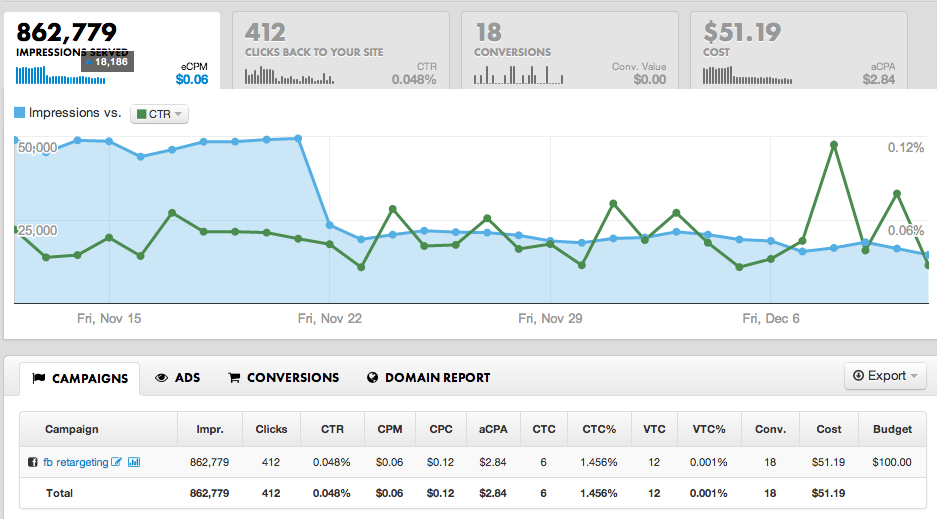 862,779
IMPRESSIONS SERVED
18,186
eCPM
$0.06
412
CLICKS BACK TO YOUR SITE
CTR
0.048%
18
CONVERSIONS
Conv. Value
$0.00
$51.19
COST
aCPA
$2.84
Impressions vs. CTR
50,000 0.12%
25,000 0.06%
Fri, Nov 15 Fri, Nov 22 Fri, Nov 29 Fri, Dec 6
CAMPAIGNS ADS CONVERSIONS DOMAIN REPORT Export
Campaign Impr. Clicks CTR CPM CPC aCPA CTC CTC% VTC VTC% Conv. Cost Budget
fb retargeting 862,779 412 0.048% $0.06 $0.12 $2.84 6 1.456% 12 0.001% 18 $51.19 $100.00
Total 862,779 412 0.048% $0.06 $0.12 $2.84 6 1.456% 12 0.001% 18 $51.19